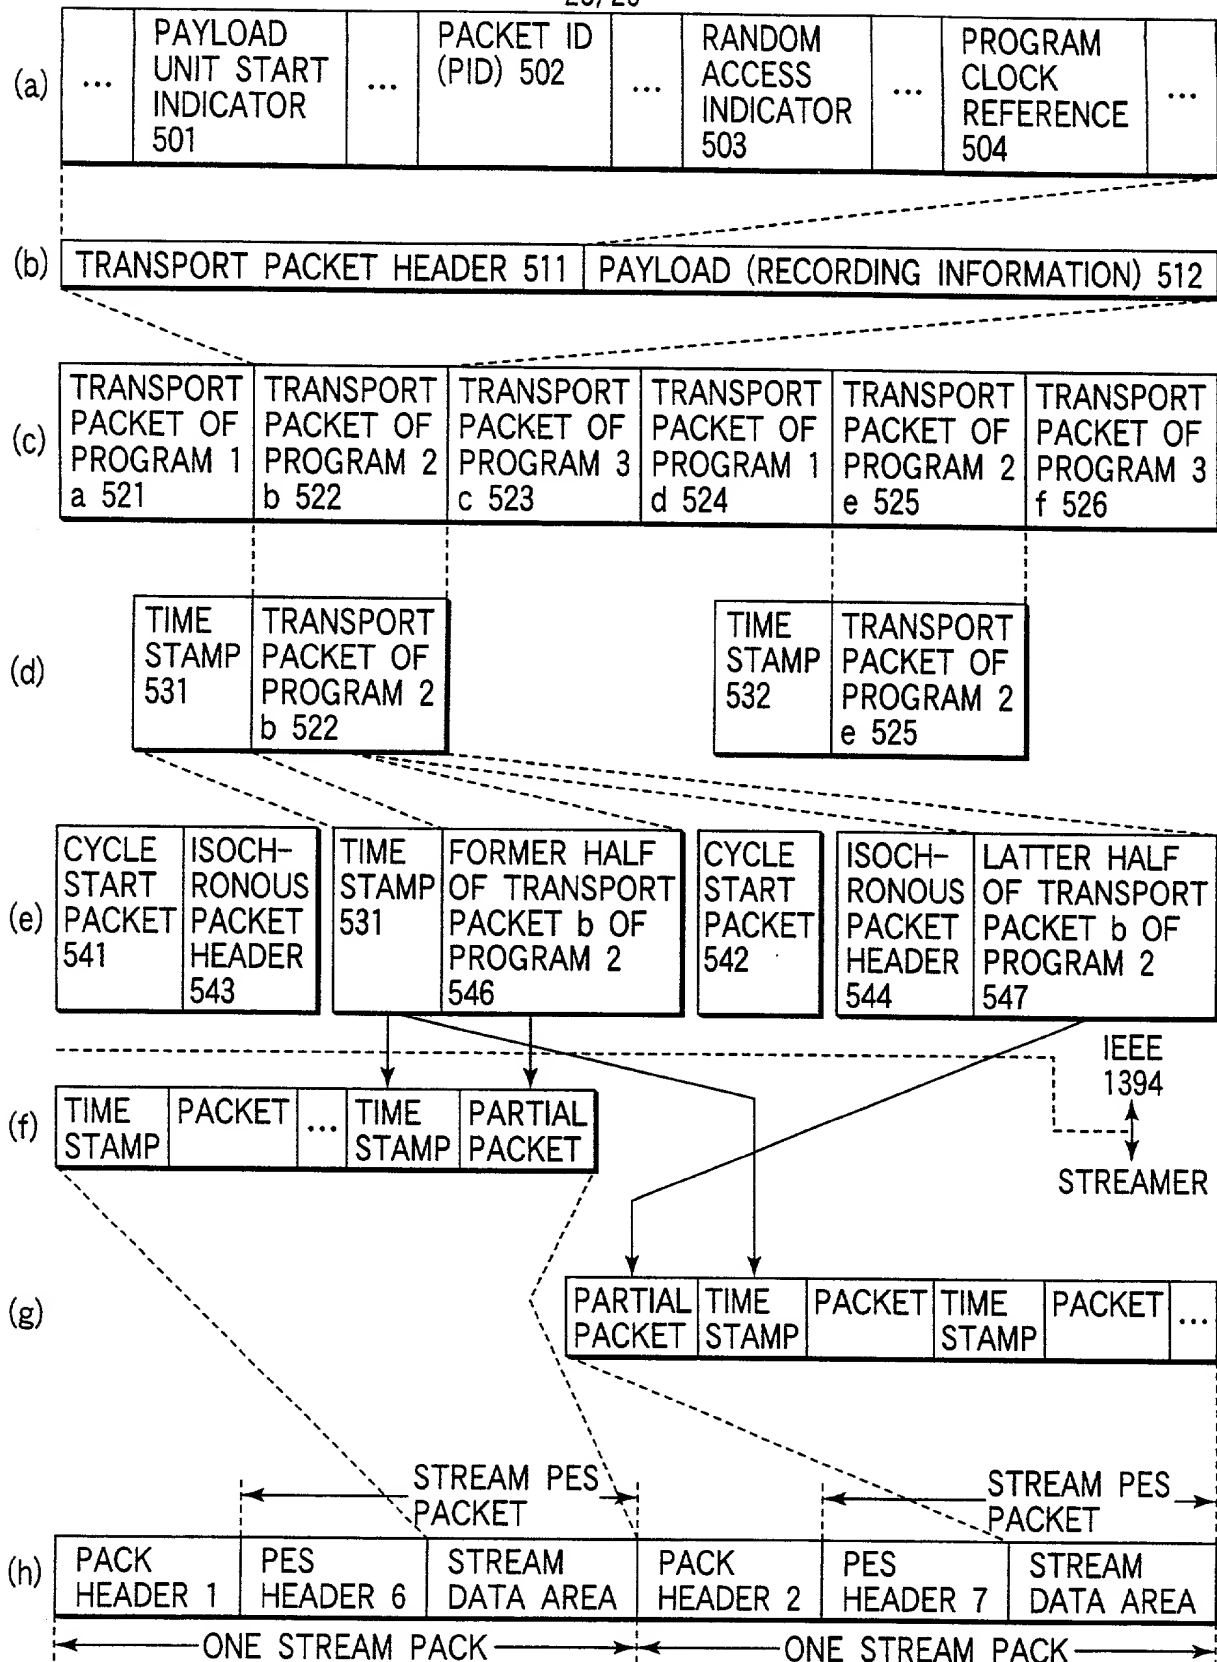 (a)
...
PAYLOAD
UNIT START
INDICATOR
501
...
PACKET ID
(PID) 502
...
RANDOM
ACCESS
INDICATOR
503
...
PROGRAM
CLOCK
REFERENCE
504
...
(b)
TRANSPORT PACKET HEADER 511
PAYLOAD (RECORDING INFORMATION) 512
(c)
TRANSPORT
PACKET OF
PROGRAM 1
a 521
TRANSPORT
PACKET OF
PROGRAM 2
b 522
TRANSPORT
PACKET OF
PROGRAM 3
c 523
TRANSPORT
PACKET OF
PROGRAM 1
d 524
TRANSPORT
PACKET OF
PROGRAM 2
e 525
TRANSPORT
PACKET OF
PROGRAM 3
f 526
(d)
TIME
STAMP
531
TRANSPORT
PACKET OF
PROGRAM 2
b 522
TIME
STAMP
532
TRANSPORT
PACKET OF
PROGRAM 2
e 525
(e)
CYCLE
START
PACKET
541
ISOCH-
RONOUS
PACKET
HEADER
543
TIME
STAMP
531
FORMER HALF
OF TRANSPORT
PACKET b OF
PROGRAM 2
546
CYCLE
START
PACKET
542
ISOCH-
RONOUS
PACKET
HEADER
544
LATTER HALF
OF TRANSPORT
PACKET b OF
PROGRAM 2
547
IEEE
1394
STREAMER
(f)
TIME
STAMP
PACKET
...
TIME
STAMP
PARTIAL
PACKET
(g)
PARTIAL
PACKET
TIME
STAMP
PACKET
TIME
STAMP
PACKET
...
STREAM PES
PACKET
STREAM PES
PACKET
(h)
PACK
HEADER 1
PES
HEADER 6
STREAM
DATA AREA
PACK
HEADER 2
PES
HEADER 7
STREAM
DATA AREA
ONE STREAM PACK
ONE STREAM PACK